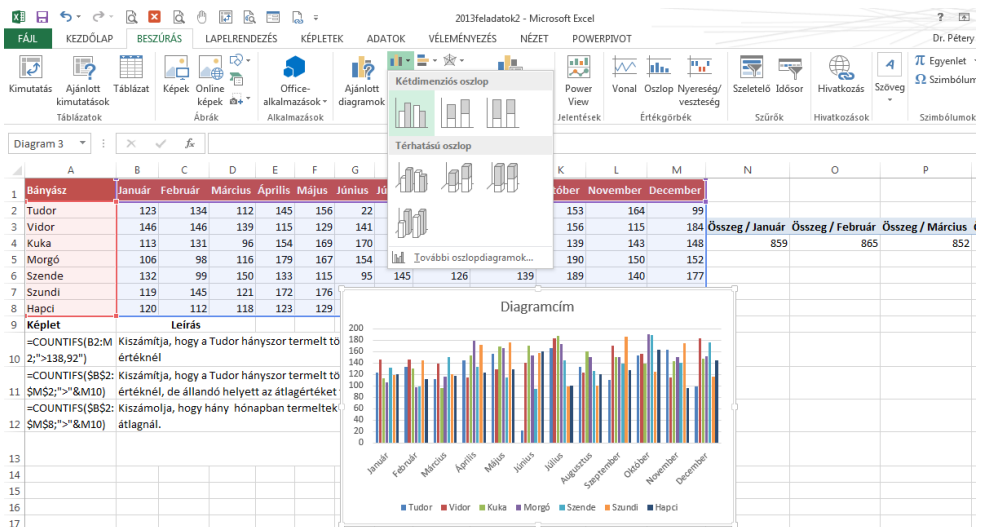 2013feladatok2 - Microsoft Excel
FÁJL KEZDŐLAP BESZÚRÁS LAPELRENDEZÉS KÉPLETEK ADATOK VÉLEMÉNYEZÉS NÉZET POWERPIVOT Dr. Pétery
Kimutatás Ajánlott kimutatások Táblázat Képek Online képek Office-alkalmazások Ajánlott diagramok Power View Vonal Oszlop Nyereség/veszteség Szeletelő Idősor Hivatkozás Szöveg π Egyenlet
Ω Szimbólum
Táblázatok Ábrák Alkalmazások Jelentések Értékgörbék Szűrők Hivatkozások Szimbólumok
Kétdimenziós oszlop
Térhatású oszlop
További oszlopdiagramok...
Diagram 3 fx
A B C D E F G K L M N O P
1 Bányász Január Február Március Április Május Június Jú óber November December
2 Tudor 123 134 112 145 156 22 153 164 99
3 Vidor 146 146 139 115 129 141 156 115 184 Összeg / Január Összeg / Február Összeg / Március
4 Kuka 113 131 96 154 169 170 139 143 148 859 865 852
5 Morgó 106 98 116 179 167 154 190 150 152
6 Szende 132 99 150 133 115 95 145 126 139 189 140 177
7 Szundi 119 145 121 172 176
8 Hapci 120 112 118 123 129
9 Képlet Leírás
=COUNTIFS(B2:M Kiszámítja, hogy a Tudor hányszor termelt tö
10 2;">138,92") értéknél
=COUNTIFS($B$2: Kiszámítja, hogy a Tudor hányszor termelt tö
11 $M$2;">"&M10) értéknél, de állandó helyett az átlagértéket
=COUNTIFS($B$2: Kiszámolja, hogy hány hónapban termeltek
12 $M$8;">"&M10) átlagnál.
13
14
15
16
17
Diagramcím
200
180
160
140
120
100
80
60
40
20
0
Január Február Március Április Május Június Július Augusztus Szeptember Október November December
Tudor Vidor Kuka Morgó Szende Szundi Hapci